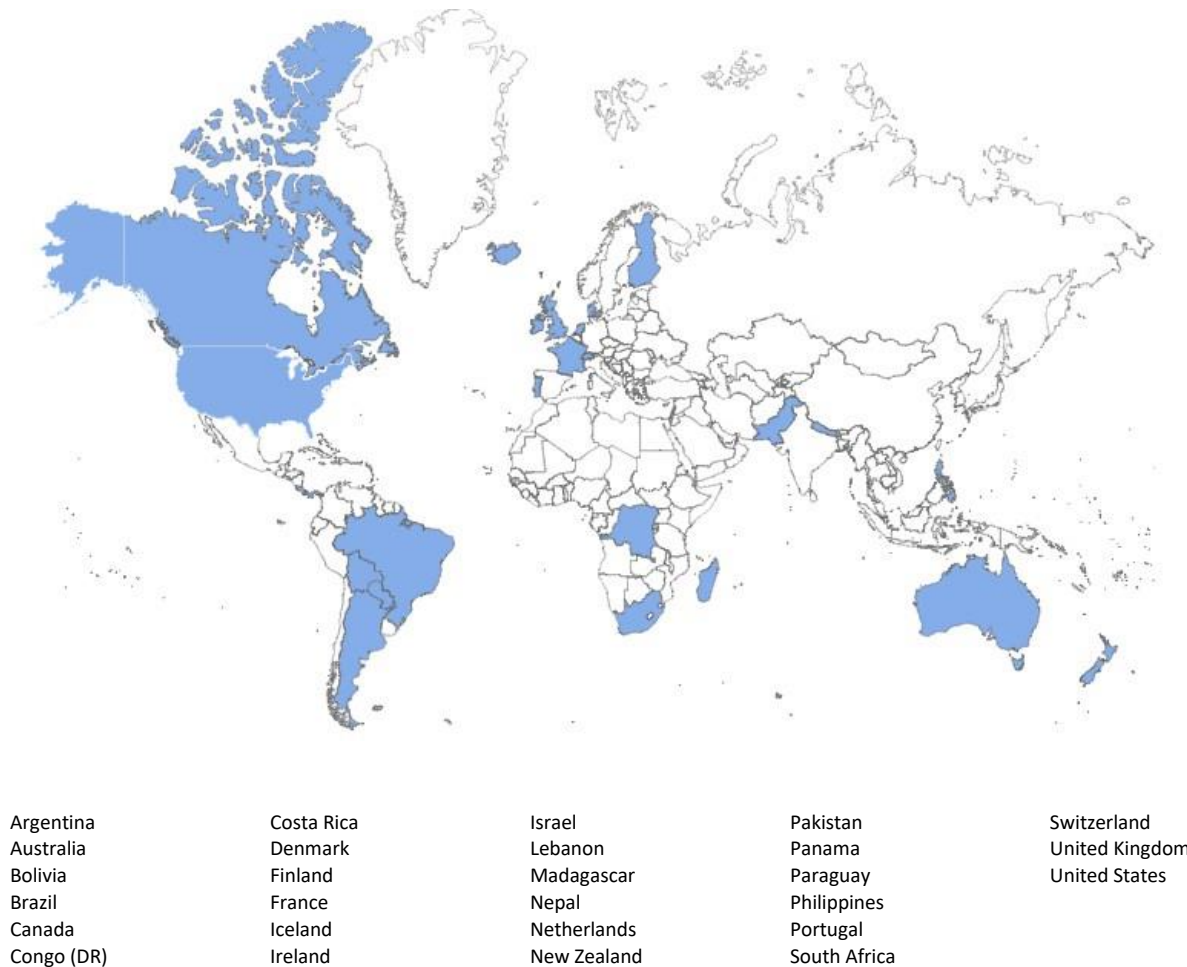 Argentina
Australia
Bolivia
Brazil
Canada
Congo (DR)
Costa Rica
Denmark
Finland
France
Iceland
Ireland
Israel
Lebanon
Madagascar
Nepal
Netherlands
New Zealand
Pakistan
Panama
Paraguay
Philippines
Portugal
South Africa
Switzerland
United Kingdom
United States